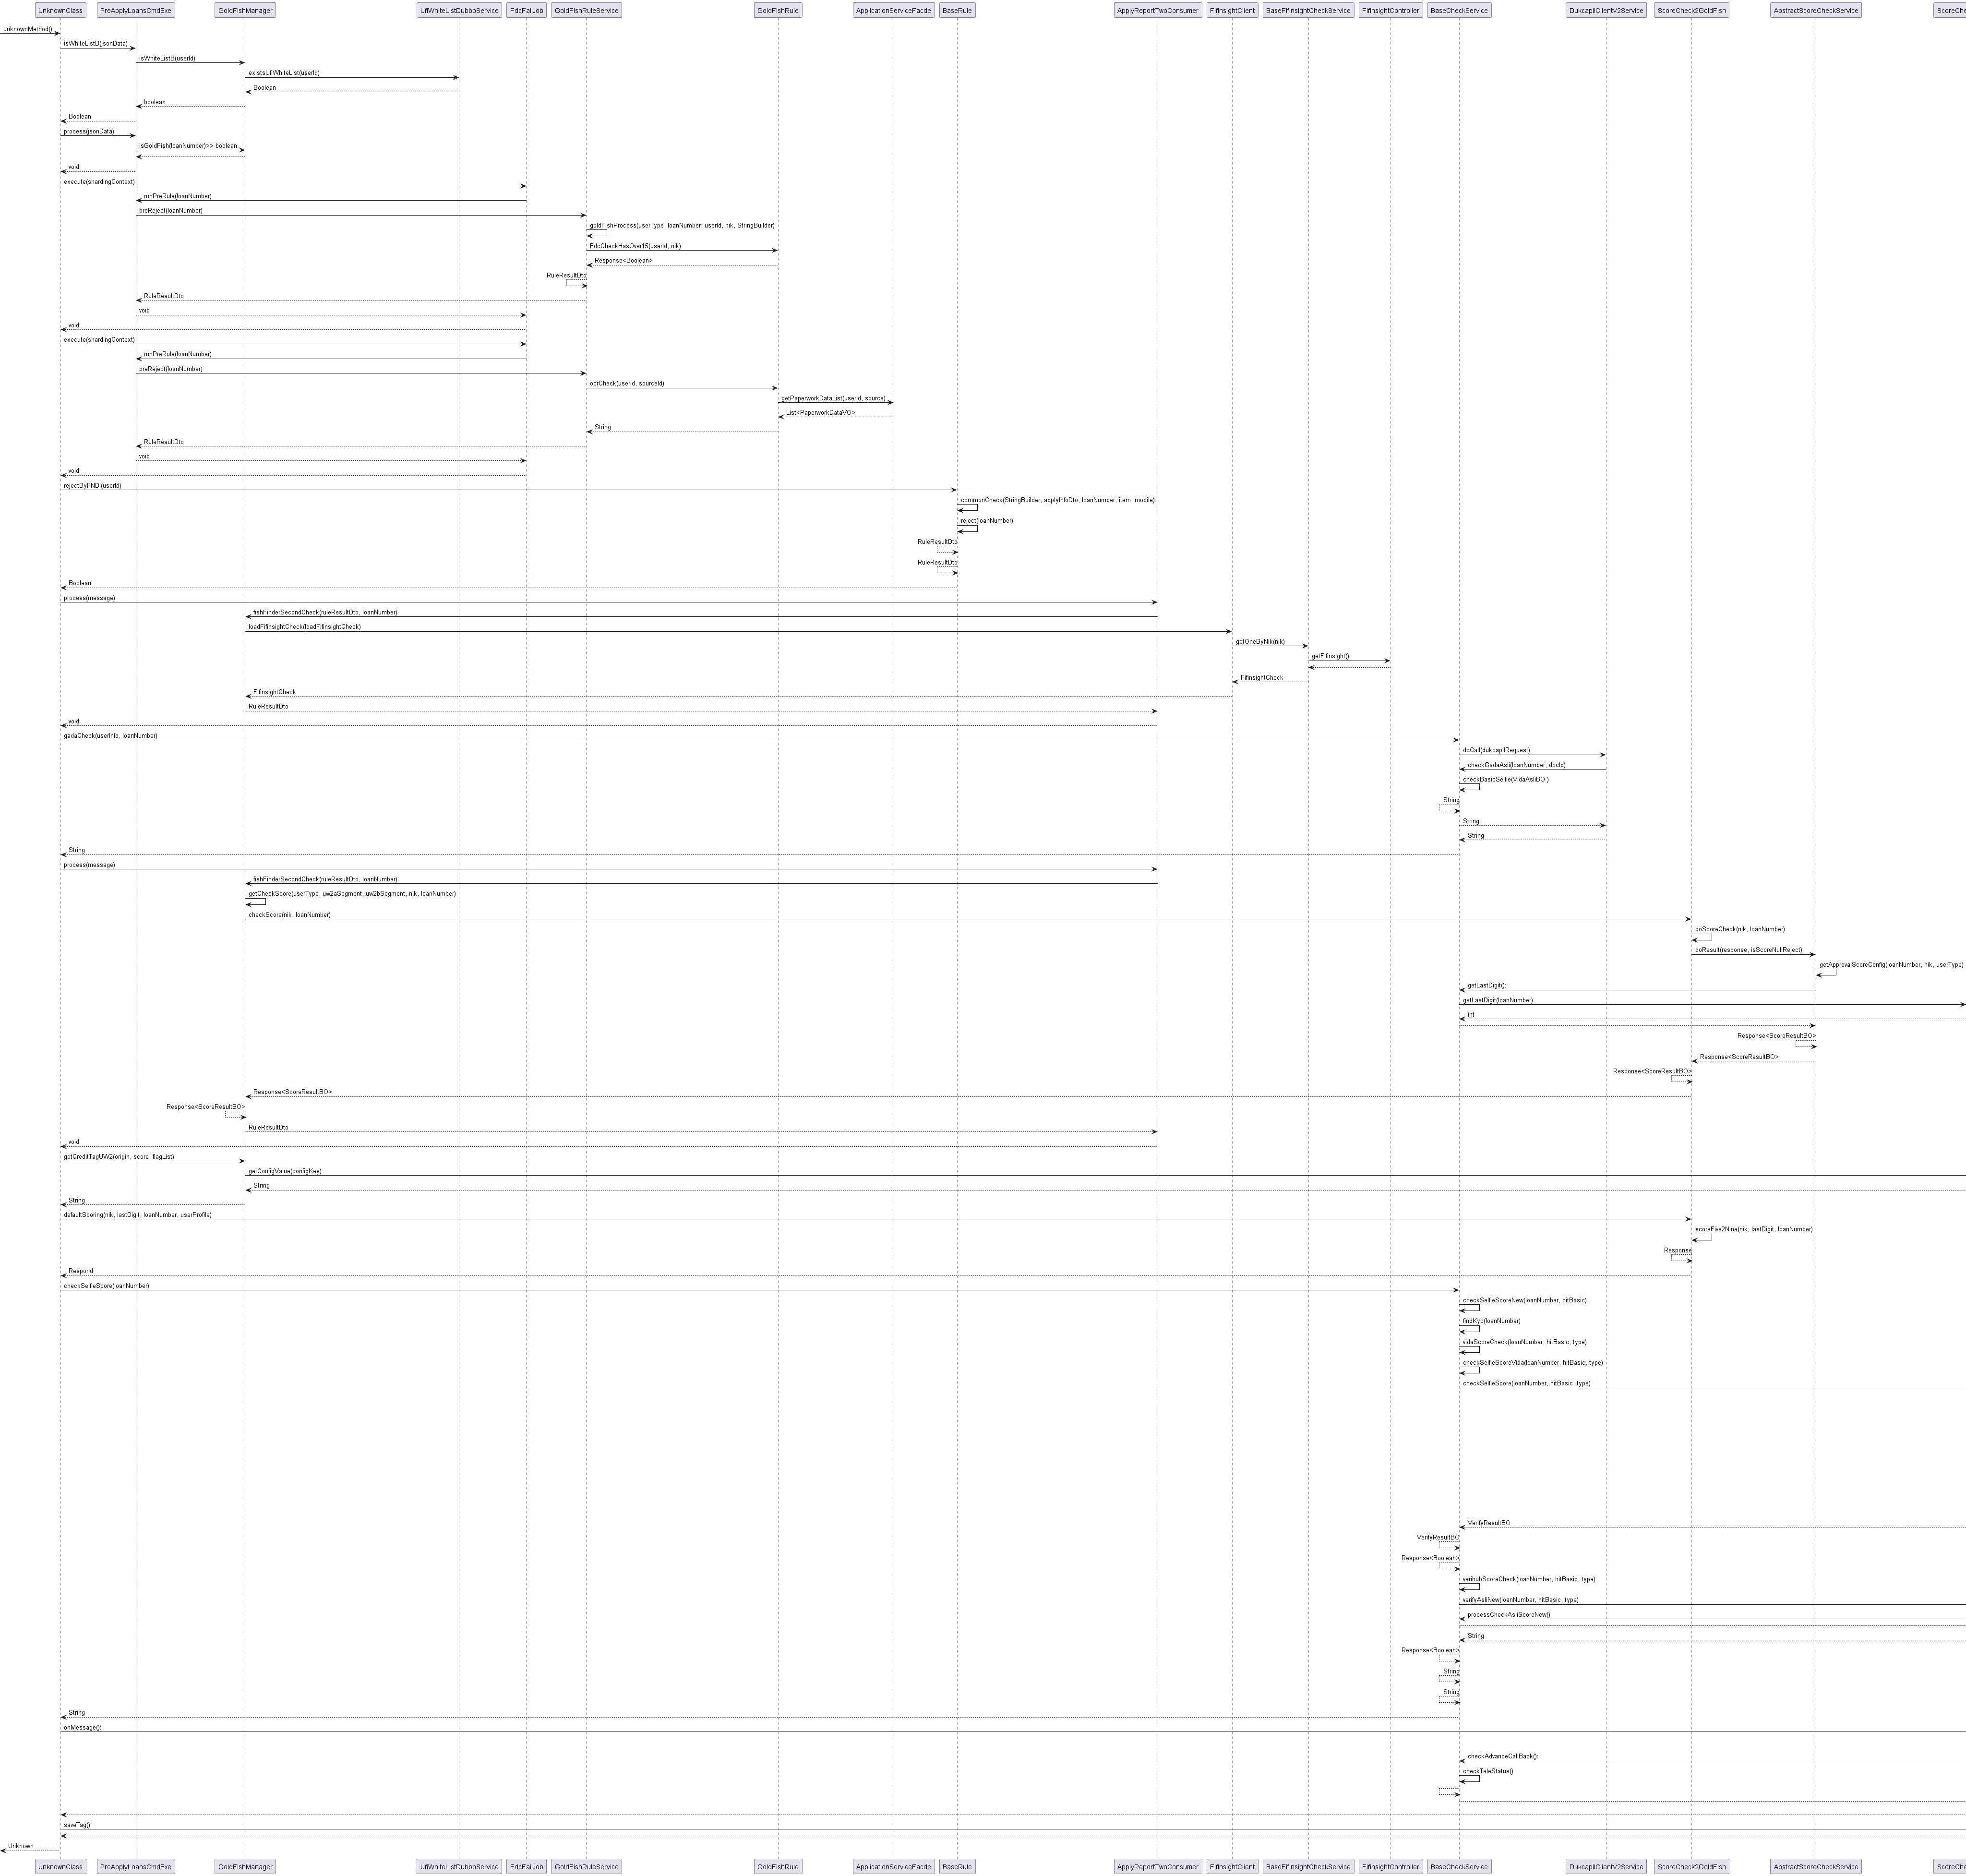 UnknownClass PreApplyLoansCmdExe GoldFishManager UflWhiteListDubboService FdcFailJob GoldFishRuleService GoldFishRule ApplicationServiceFacde BaseRule ApplyReportTwoConsumer FifInsightClient BaseFifInsightCheckService FifInsightController BaseCheckService DukcapilClientV2Service ScoreCheck2GoldFish AbstractScoreCheckService ScoreChe
unknownMethod()
isWhiteListB(jsonData)
isWhiteListB(userId)
existsUflWhiteList(userId)
Boolean
boolean
Boolean
process(jsonData)
isGoldFish(loanNumber)>> boolean
void
execute(shardingContext)
runPreRule(loanNumber)
preReject(loanNumber)
goldFishProcess(userType, loanNumber, userId, nik, StringBuilder)
FdcCheckHasOver15(userId, nik)
Response<Boolean>
RuleResultDto
RuleResultDto
void
void
execute(shardingContext)
runPreRule(loanNumber)
preReject(loanNumber)
ocrCheck(userId, sourceId)
getPaperworkDataList(userId, source)
List<PaperworkDataVO>
String
RuleResultDto
void
void
rejectByFNDI(userId)
commonCheck(StringBuilder, applyInfoDto, loanNumber, item, mobile)
reject(loanNumber)
RuleResultDto
RuleResultDto
Boolean
process(message)
fishFinderSecondCheck(ruleResultDto, loanNumber)
loadFifInsightCheck(loadFifInsightCheck)
getOneByNik(nik)
getFifInsight()
FifInsightCheck
FifInsightCheck
RuleResultDto
void
gadaCheck(userInfo, loanNumber)
doCall(dukcapilRequest)
checkGadaAsli(loanNumber, docId)
checkBasicSelfie(VidaAsliBO )
String
String
String
String
process(message)
fishFinderSecondCheck(ruleResultDto, loanNumber)
getCheckScore(userType, uw2aSegment, uw2bSegment, nik, loanNumber)
checkScore(nik, loanNumber)
doScoreCheck(nik, loanNumber)
doResult(response, isScoreNullReject)
getApprovalScoreConfig(loanNumber, nik, userType)
getLastDigit():
getLastDigit(loanNumber)
int
Response<ScoreResultBO>
Response<ScoreResultBO>
Response<ScoreResultBO>
Response<ScoreResultBO>
Response<ScoreResultBO>
RuleResultDto
void
getCreditTagUW2(origin, score, flagList)
getConfigValue(configKey)
String
String
defaultScoring(nik, lastDigit, loanNumber, userProfile)
scoreFive2Nine(nik, lastDigit, loanNumber)
Response
Respond
checkSelfieScore(loanNumber)
checkSelfieScoreNew(loanNumber, hitBasic)
findKyc(loanNumber)
vidaScoreCheck(loanNumber, hitBasic, type)
checkSelfieScoreVida(loanNumber, hitBasic, type)
checkSelfieScore(loanNumber, hitBasic, type)
VerifyResultBO
VerifyResultBO
Response<Boolean>
verihubScoreCheck(loanNumber, hitBasic, type)
verifyAsliNew(loanNumber, hitBasic, type)
processCheckAsliScoreNew()
String
Response<Boolean>
String
String
String
onMessage():
checkAdvanceCallBack():
checkTeleStatus()
saveTag()
Unknown
UnknownClass PreApplyLoansCmdExe GoldFishManager UflWhiteListDubboService FdcFailJob GoldFishRuleService GoldFishRule ApplicationServiceFacde BaseRule ApplyReportTwoConsumer FifInsightClient BaseFifInsightCheckService FifInsightController BaseCheckService DukcapilClientV2Service ScoreCheck2GoldFish AbstractScoreCheckService ScoreChe